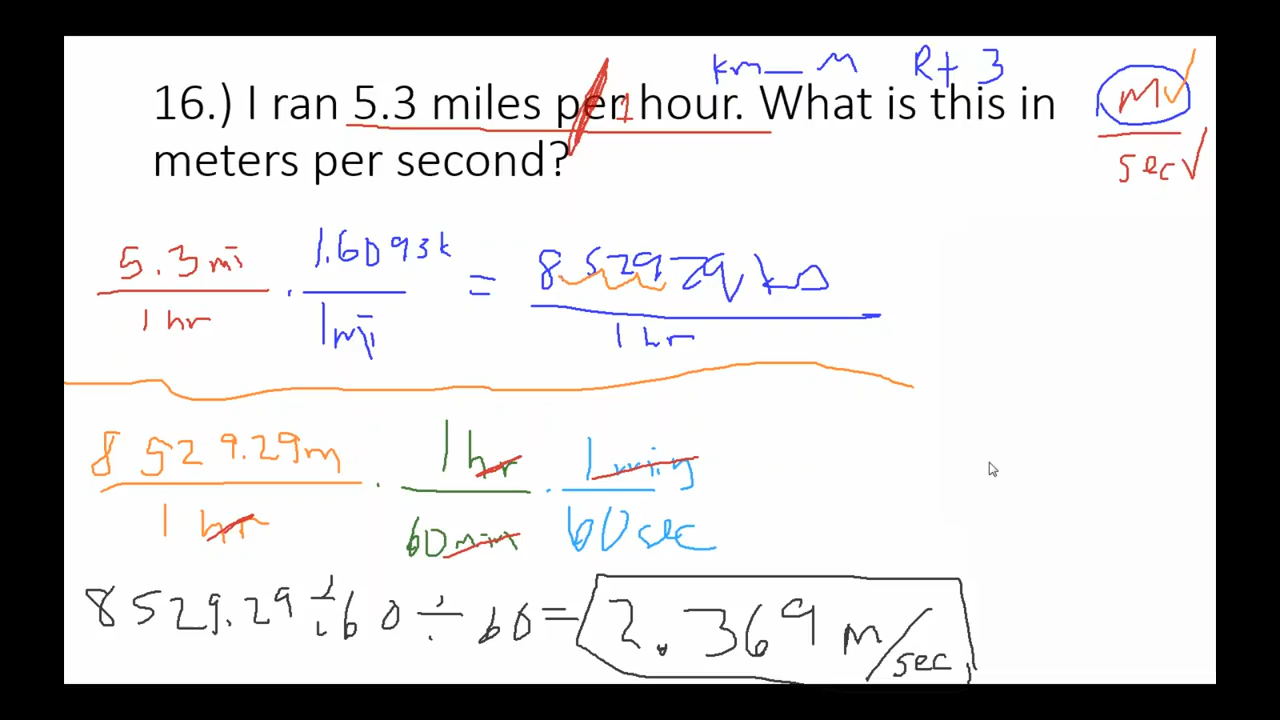 km — M Rt 3
16.) I ran 5.3 miles per 1 hour. What is this in
meters per second?
M
sec
5.3 mi / 1 hr · 1.6093k / 1mi = 8.52929 km / 1 hr
8529.29m / 1 hr · 1 hr / 60 min · 1 min / 60 sec
8529.29 ÷ 60 ÷ 60 = 2.369 m/sec